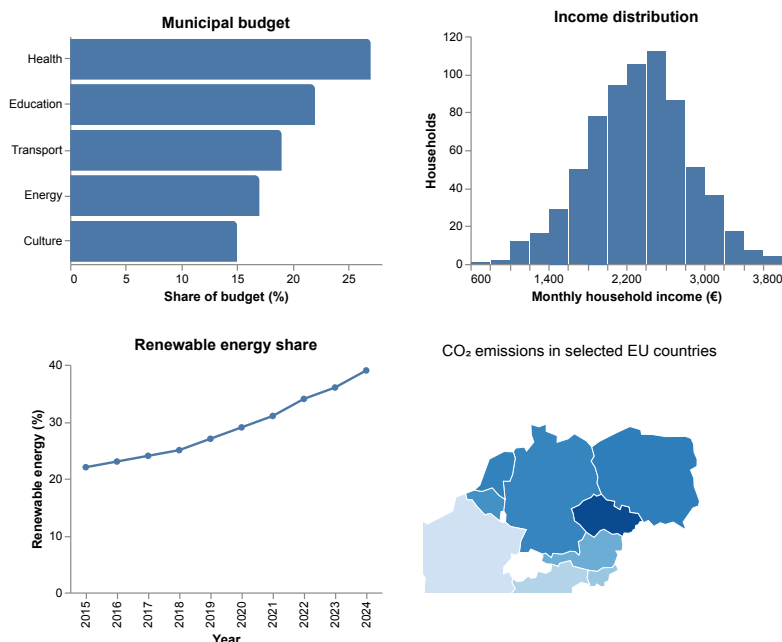 Municipal budget
Health
Education
Transport
Energy
Culture
0 5 10 15 20 25
Share of budget (%)
Income distribution
120
100
80
60
40
20
0
Households
600 1,400 2,200 3,000 3,800
Monthly household income (€)
Renewable energy share
40
30
20
10
0
Renewable energy (%)
2015 2016 2017 2018 2019 2020 2021 2022 2023 2024
Year
CO₂ emissions in selected EU countries